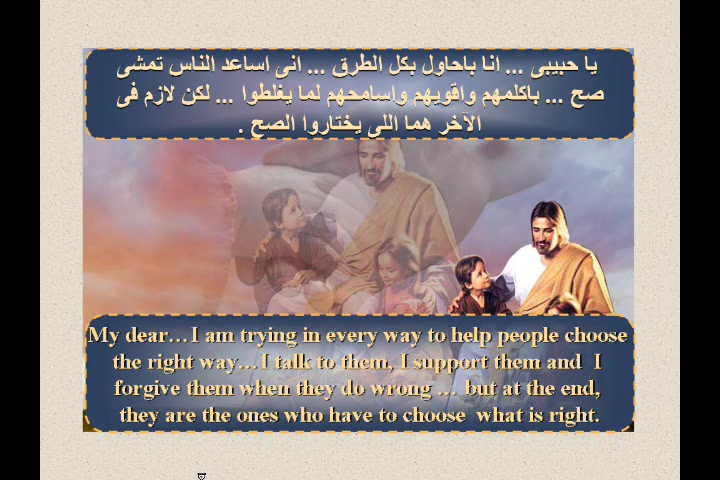 يا حبيبى ... انا باحاول بكل الطرق ... انى اساعد الناس تمشى
صح ... باكلمهم واقويهم واسامحهم لما يغلطوا ... لكن لازم فى
الآخر هما اللى يختاروا الصح .
My dear...I am trying in every way to help people choose
the right way...I talk to them, I support them and I
forgive them when they do wrong ... but at the end,
they are the ones who have to choose what is right.